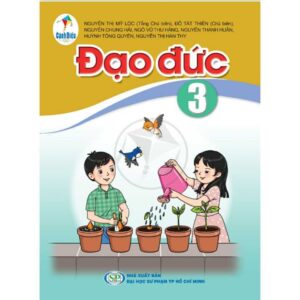 NGUYỄN THỊ MỸ LỘC (Tổng Chủ biên), ĐỖ TẤT THIÊN (Chủ biên),
NGUYỄN CHUNG HẢI, NGÔ VŨ THU HẰNG, NGUYỄN THANH HUÂN,
HUỲNH TÔNG QUYỀN, NGUYỄN THỊ HÀN THY
Cánh Diều
Đạo đức
3
NHÀ XUẤT BẢN
ĐẠI HỌC SƯ PHẠM TP HỒ CHÍ MINH